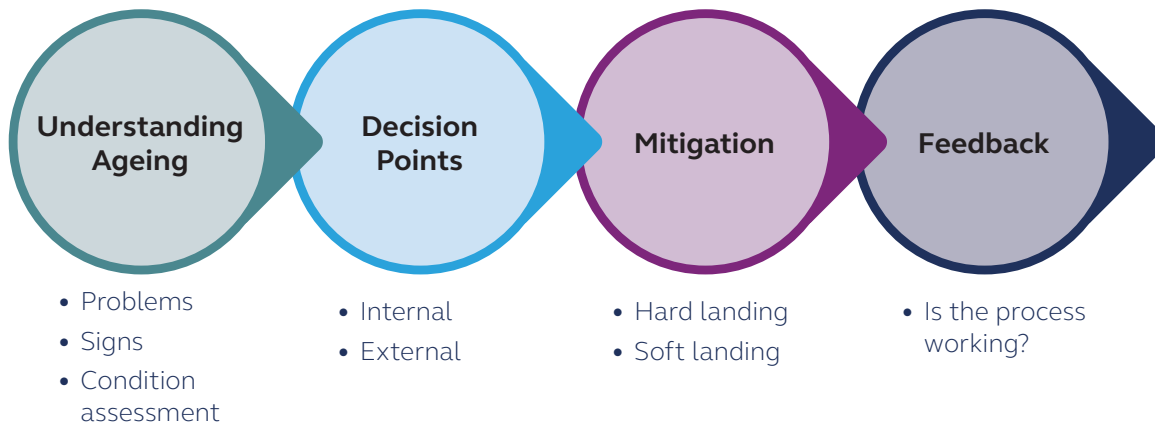 Understanding
Ageing
Decision
Points
Mitigation
Feedback
• Problems
• Signs
• Condition
assessment
• Internal
• External
• Hard landing
• Soft landing
• Is the process
working?